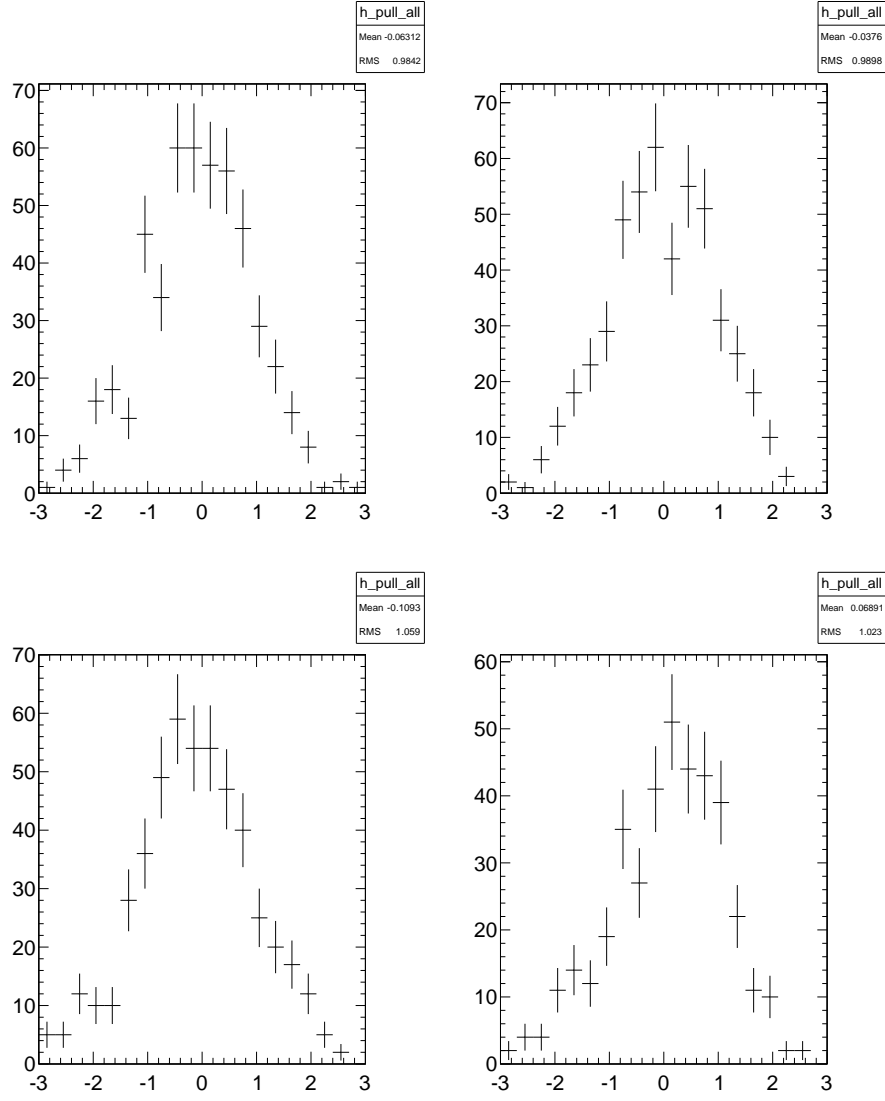 h_pull_all
Mean -0.06312
RMS 0.9842
70
60
50
40
30
20
10
0
-3 -2 -1 0 1 2 3
h_pull_all
Mean -0.0376
RMS 0.9898
70
60
50
40
30
20
10
0
-3 -2 -1 0 1 2 3
h_pull_all
Mean -0.1093
RMS 1.059
70
60
50
40
30
20
10
0
-3 -2 -1 0 1 2 3
h_pull_all
Mean 0.06891
RMS 1.023
60
50
40
30
20
10
0
-3 -2 -1 0 1 2 3